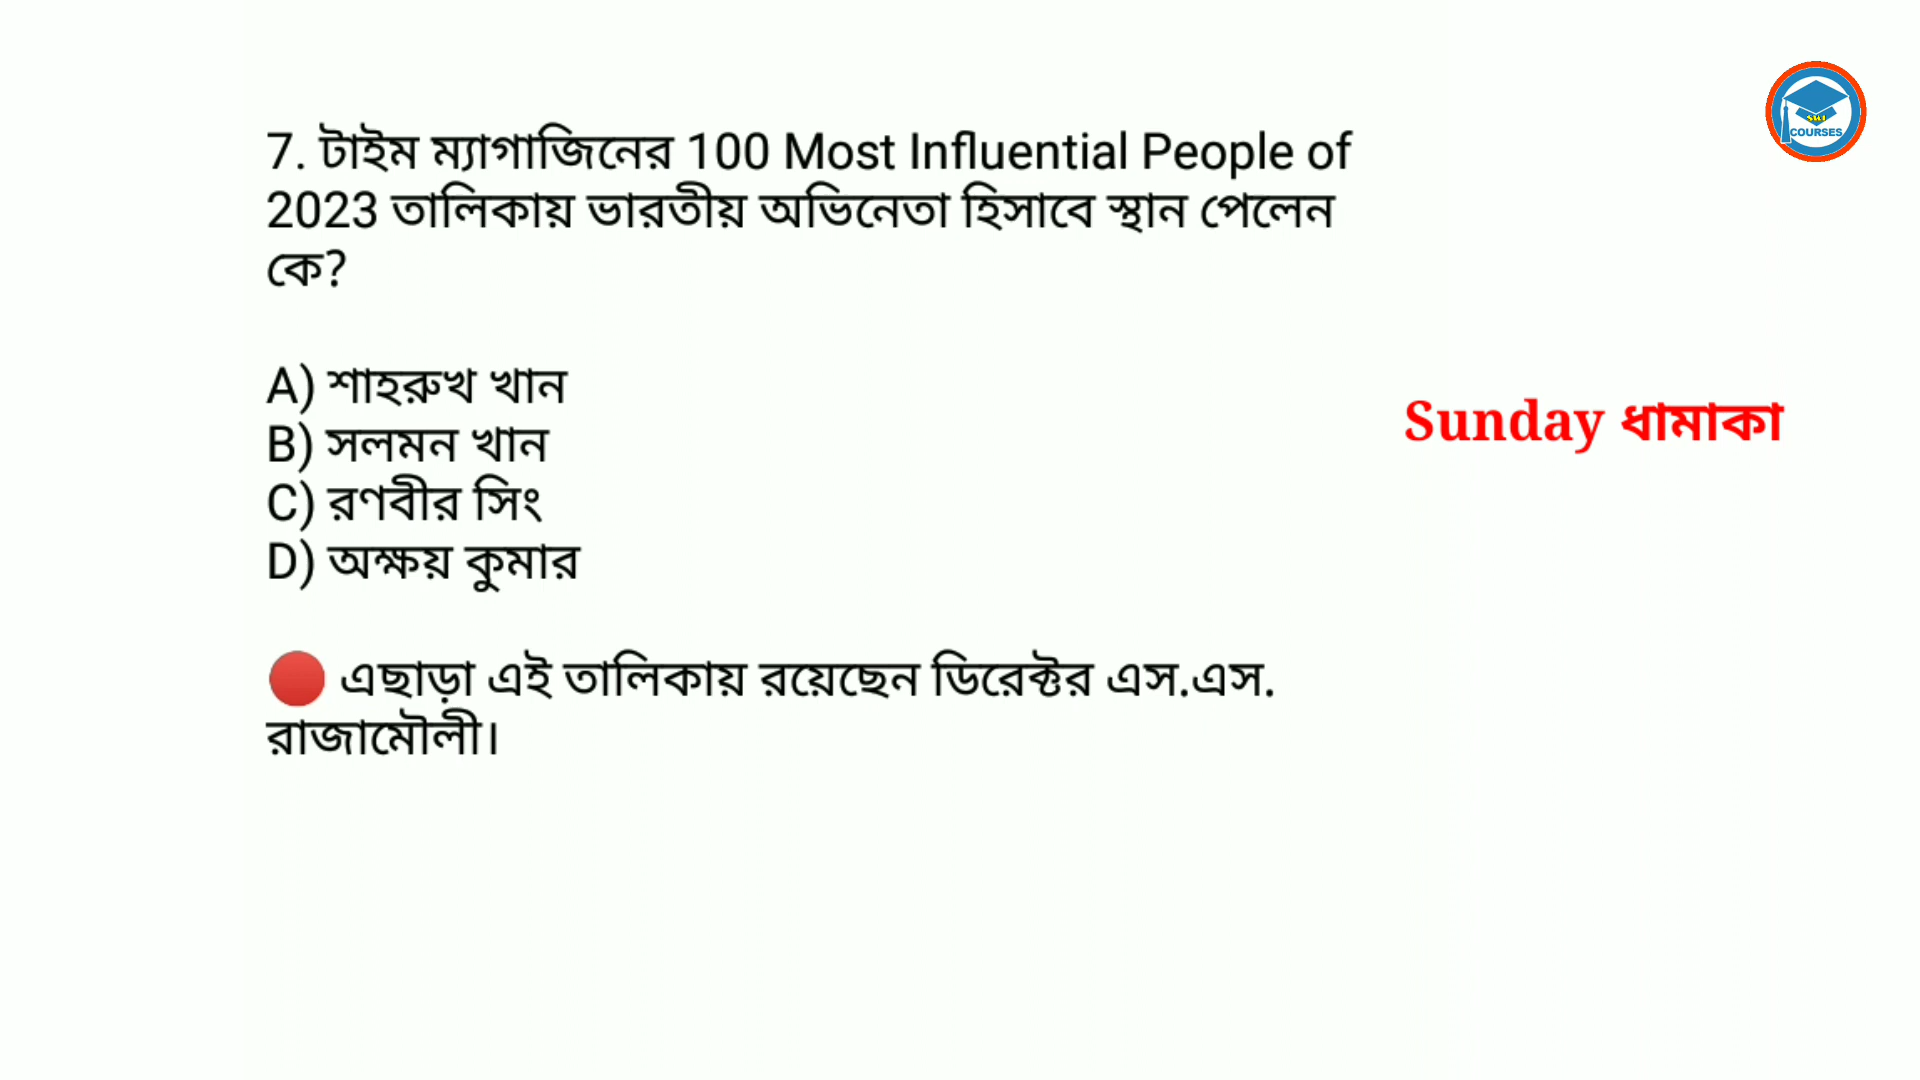 7. টাইম ম্যাগাজিনের 100 Most Influential People of
2023 তালিকায় ভারতীয় অভিনেতা হিসাবে স্থান পেলেন
কে?
A) শাহরুখ খান
B) সলমন খান
C) রণবীর সিং
D) অক্ষয় কুমার
🔴 এছাড়া এই তালিকায় রয়েছেন ডিরেক্টর এস.এস.
রাজামৌলী।
Sunday ধামাকা
COURSES